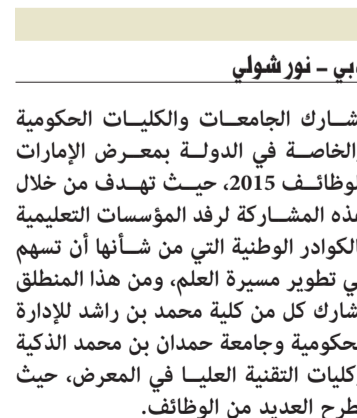 بي - نور شولي
شارك الجامعات والكليات الحكومية
الخاصة في الدولة بمعرض الإمارات
لوظائف 2015، حيث تهدف من خلال
هذه المشاركة لرفد المؤسسات التعليمية
الكوادر الوطنية التي من شأنها أن تسهم
ي تطوير مسيرة العلم، ومن هذا المنطلق
شارك كل من كلية محمد بن راشد للإدارة
لحكومية وجامعة حمدان بن محمد الذكية
كليات التقنية العليا في المعرض، حيث
طرح العديد من الوظائف.